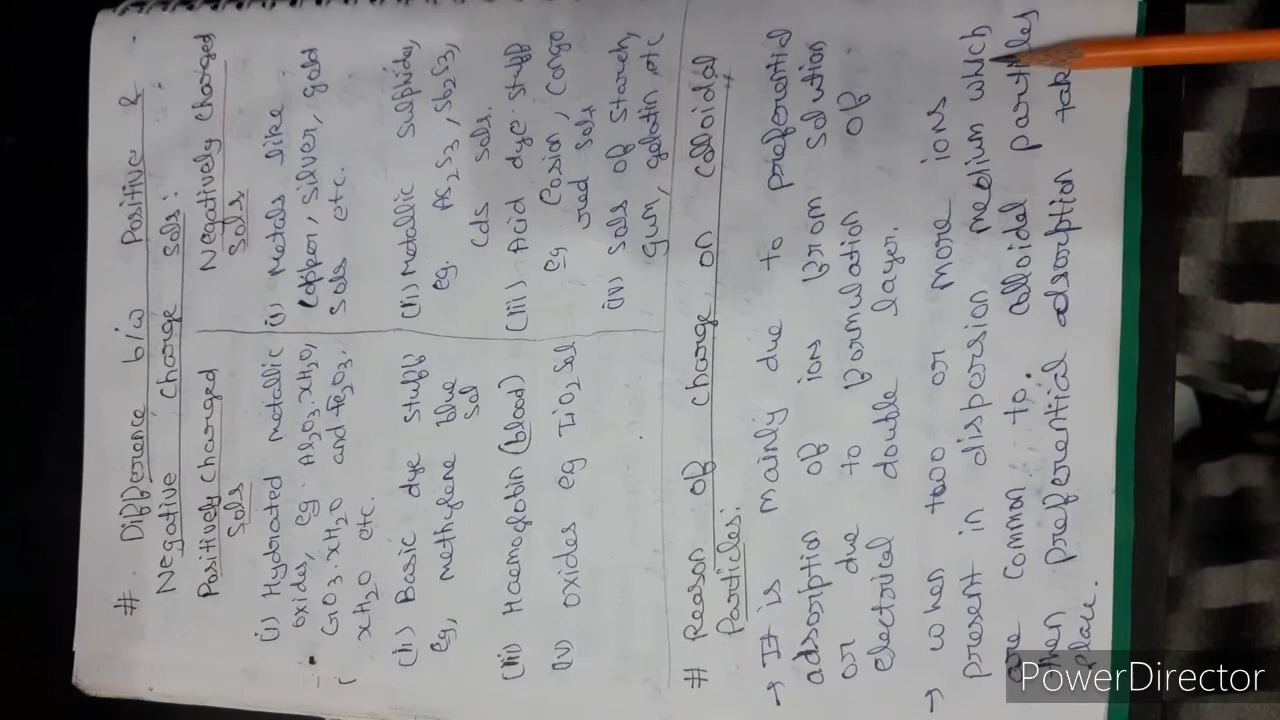 # Difference b/w Positive &
Negative Charge Sols:
Positively Charged Sols
(i) Hydrated metallic
oxides, eg. Al2O3.xH2O,
CrO3.xH2O and Fe2O3.
xH2O etc.
(ii) Basic dye stuff
eg, methylene blue
sol
(iii) Haemoglobin (blood)
(iv) oxides eg TiO2 sol
Negatively Charged
Sols
(i) Metals like
Copper, silver, gold
Sols etc.
(ii) Metallic Sulphides,
eg. As2S3, Sb2S3,
Cds sols.
(iii) Acid dye stuff
eg Eosion, Congo
red sols
(iv) Sols of Starch,
Gum, gelatin etc
# Reason of Charge on Colloidal
Particles:
→ It is mainly due to preferential
adsorption of ions from solution
or due to formulation of
electrical double layer.
→ when two or more ions
present in dispersion medium which
are common to. colloidal particles
then preferential adsorption take
place.
PowerDirector